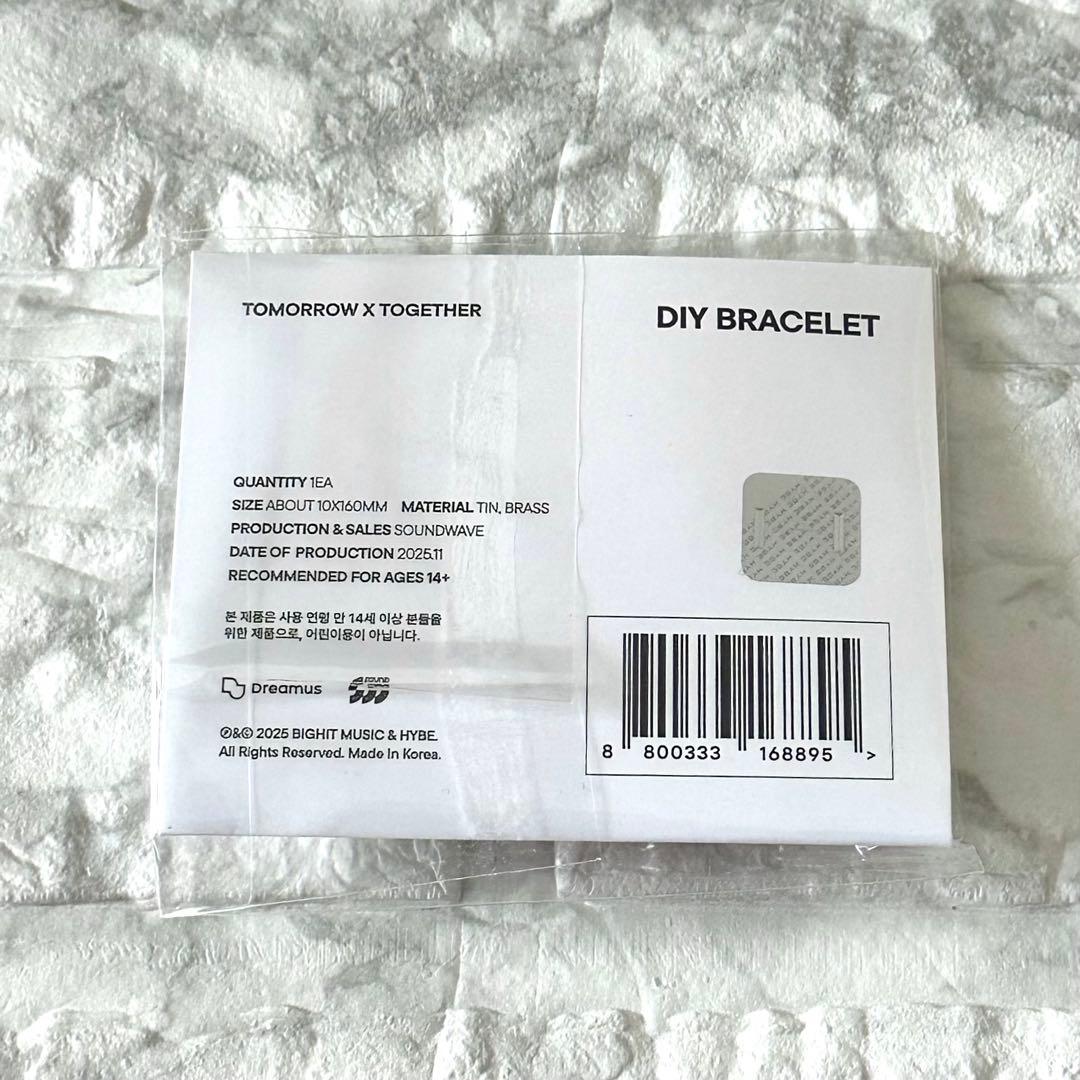 TOMORROW X TOGETHER
DIY BRACELET
QUANTITY 1EA
SIZE ABOUT 10X160MM MATERIAL TIN, BRASS
PRODUCTION & SALES SOUNDWAVE
DATE OF PRODUCTION 2025.11
RECOMMENDED FOR AGES 14+
본 제품은 사용 연령 만 14세 이상 분들을
위한 제품으로, 어린이용이 아닙니다.
Dreamus
℗&© 2025 BIGHIT MUSIC & HYBE.
All Rights Reserved. Made in Korea.
8 800333 168895 >